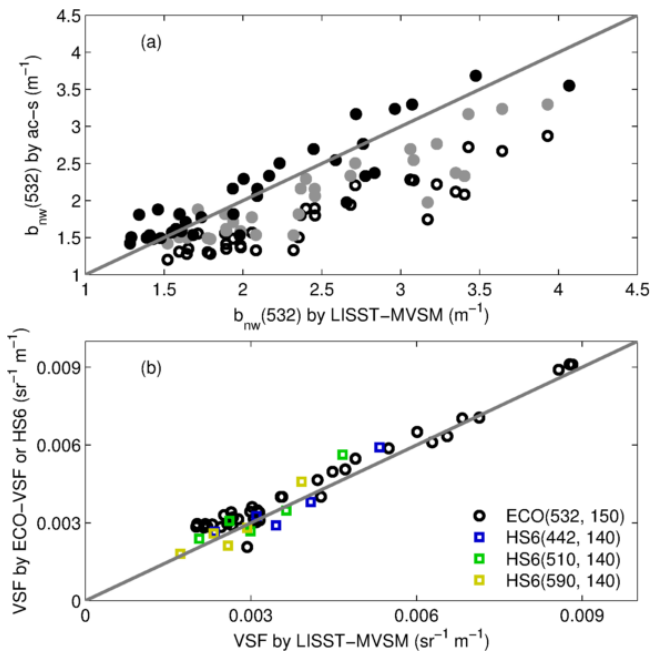 (a)
4.5
4
3.5
3
2.5
2
1.5
1
b_nw(532) by ac−s (m⁻¹)
1 1.5 2 2.5 3 3.5 4 4.5
b_nw(532) by LISST−MVSM (m⁻¹)
(b)
0.009
0.006
0.003
0
VSF by ECO−VSF or HS6 (sr⁻¹ m⁻¹)
ECO(532, 150)
HS6(442, 140)
HS6(510, 140)
HS6(590, 140)
0 0.003 0.006 0.009
VSF by LISST−MVSM (sr⁻¹ m⁻¹)